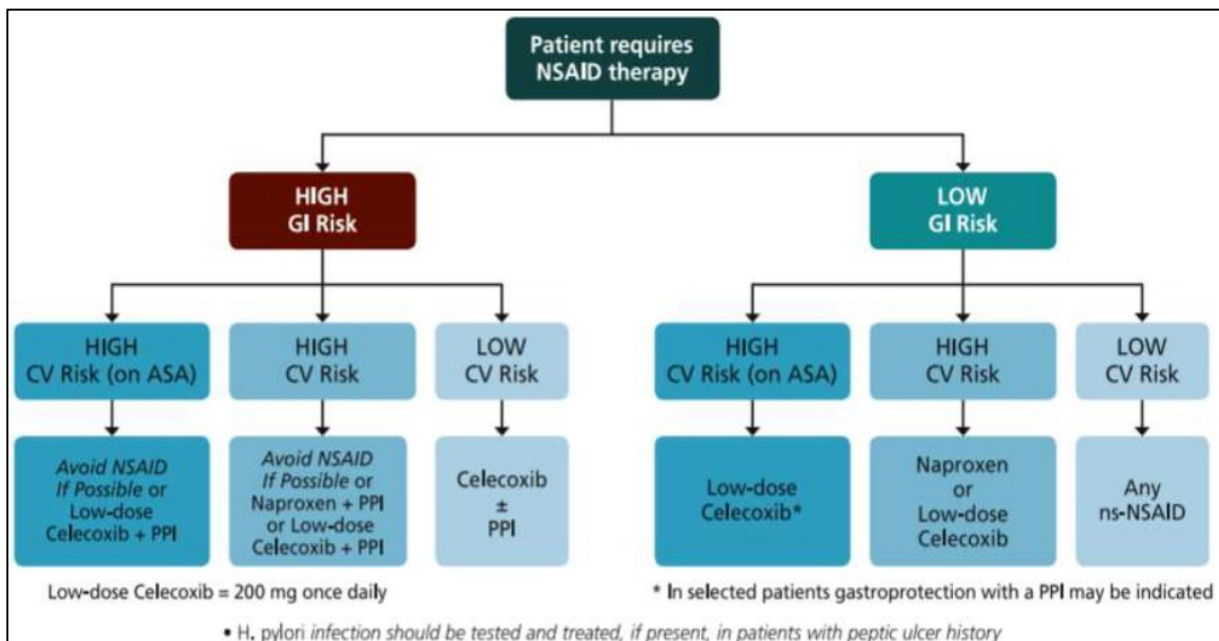 Patient requires
NSAID therapy
HIGH
GI Risk
LOW
GI Risk
HIGH
CV Risk (on ASA)
HIGH
CV Risk
LOW
CV Risk
HIGH
CV Risk (on ASA)
HIGH
CV Risk
LOW
CV Risk
Avoid NSAID
If Possible or
Low-dose
Celecoxib + PPI
Avoid NSAID
If Possible or
Naproxen + PPI
or Low-dose
Celecoxib + PPI
Celecoxib
±
PPI
Low-dose
Celecoxib*
Naproxen
or
Low-dose
Celecoxib
Any
ns-NSAID
Low-dose Celecoxib = 200 mg once daily
* In selected patients gastroprotection with a PPI may be indicated
• H. pylori infection should be tested and treated, if present, in patients with peptic ulcer history